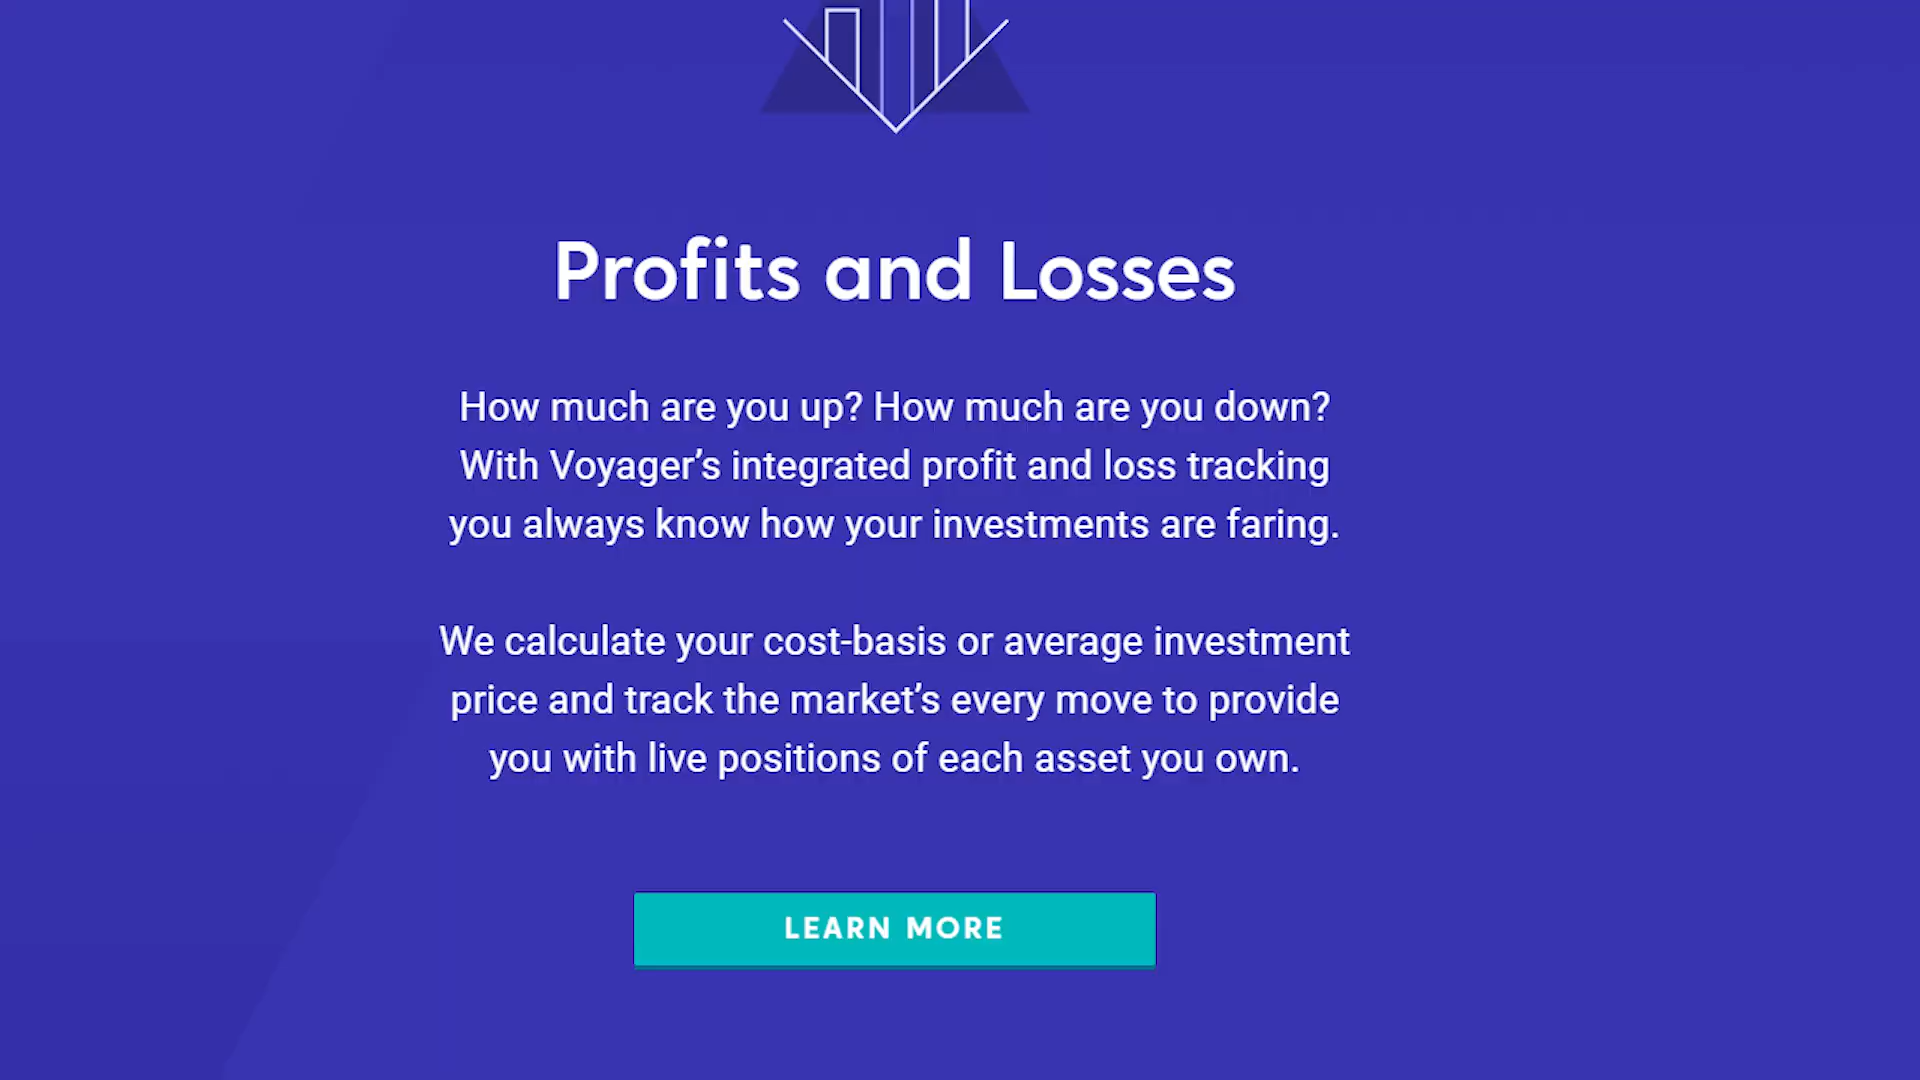 Profits and Losses
How much are you up? How much are you down?
With Voyager’s integrated profit and loss tracking
you always know how your investments are faring.
We calculate your cost-basis or average investment
price and track the market’s every move to provide
you with live positions of each asset you own.
LEARN MORE